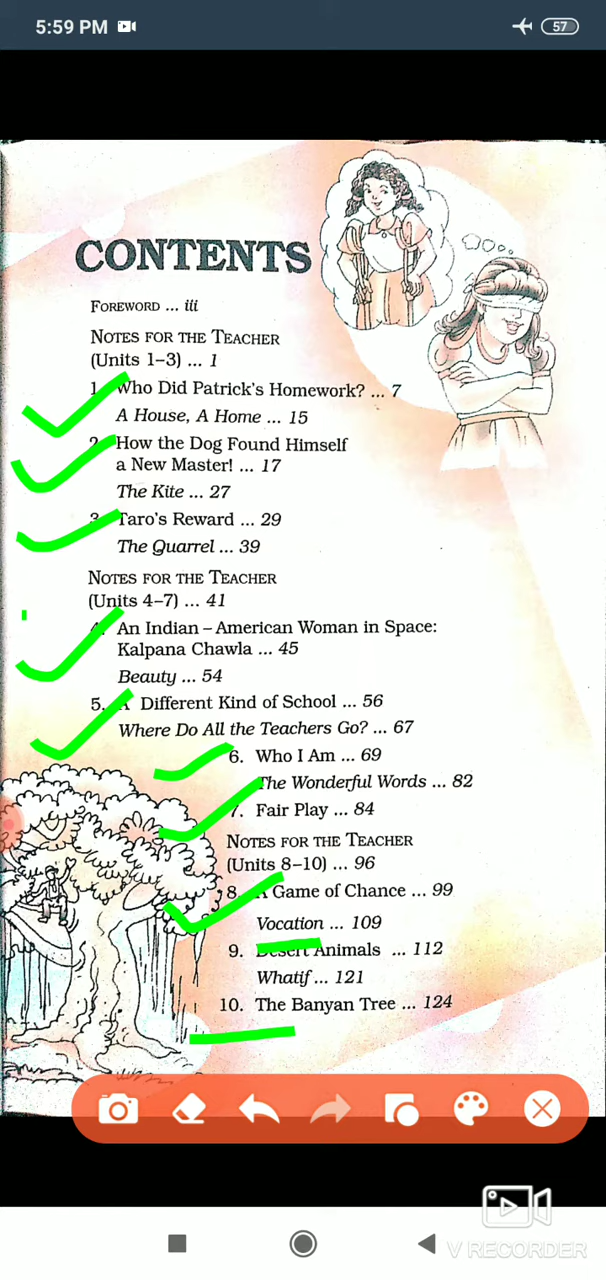 5:59 PM
57
CONTENTS
FOREWORD ... iii
NOTES FOR THE TEACHER
(Units 1–3) ... 1
1. Who Did Patrick's Homework? ... 7
A House, A Home ... 15
2. How the Dog Found Himself
a New Master! ... 17
The Kite ... 27
3. Taro's Reward ... 29
The Quarrel ... 39
NOTES FOR THE TEACHER
(Units 4–7) ... 41
4. An Indian – American Woman in Space:
Kalpana Chawla ... 45
Beauty ... 54
5. A Different Kind of School ... 56
Where Do All the Teachers Go? ... 67
6. Who I Am ... 69
The Wonderful Words ... 82
7. Fair Play ... 84
NOTES FOR THE TEACHER
(Units 8–10) ... 96
8. A Game of Chance ... 99
Vocation ... 109
9. Desert Animals ... 112
Whatif ... 121
10. The Banyan Tree ... 124
V RECORDER